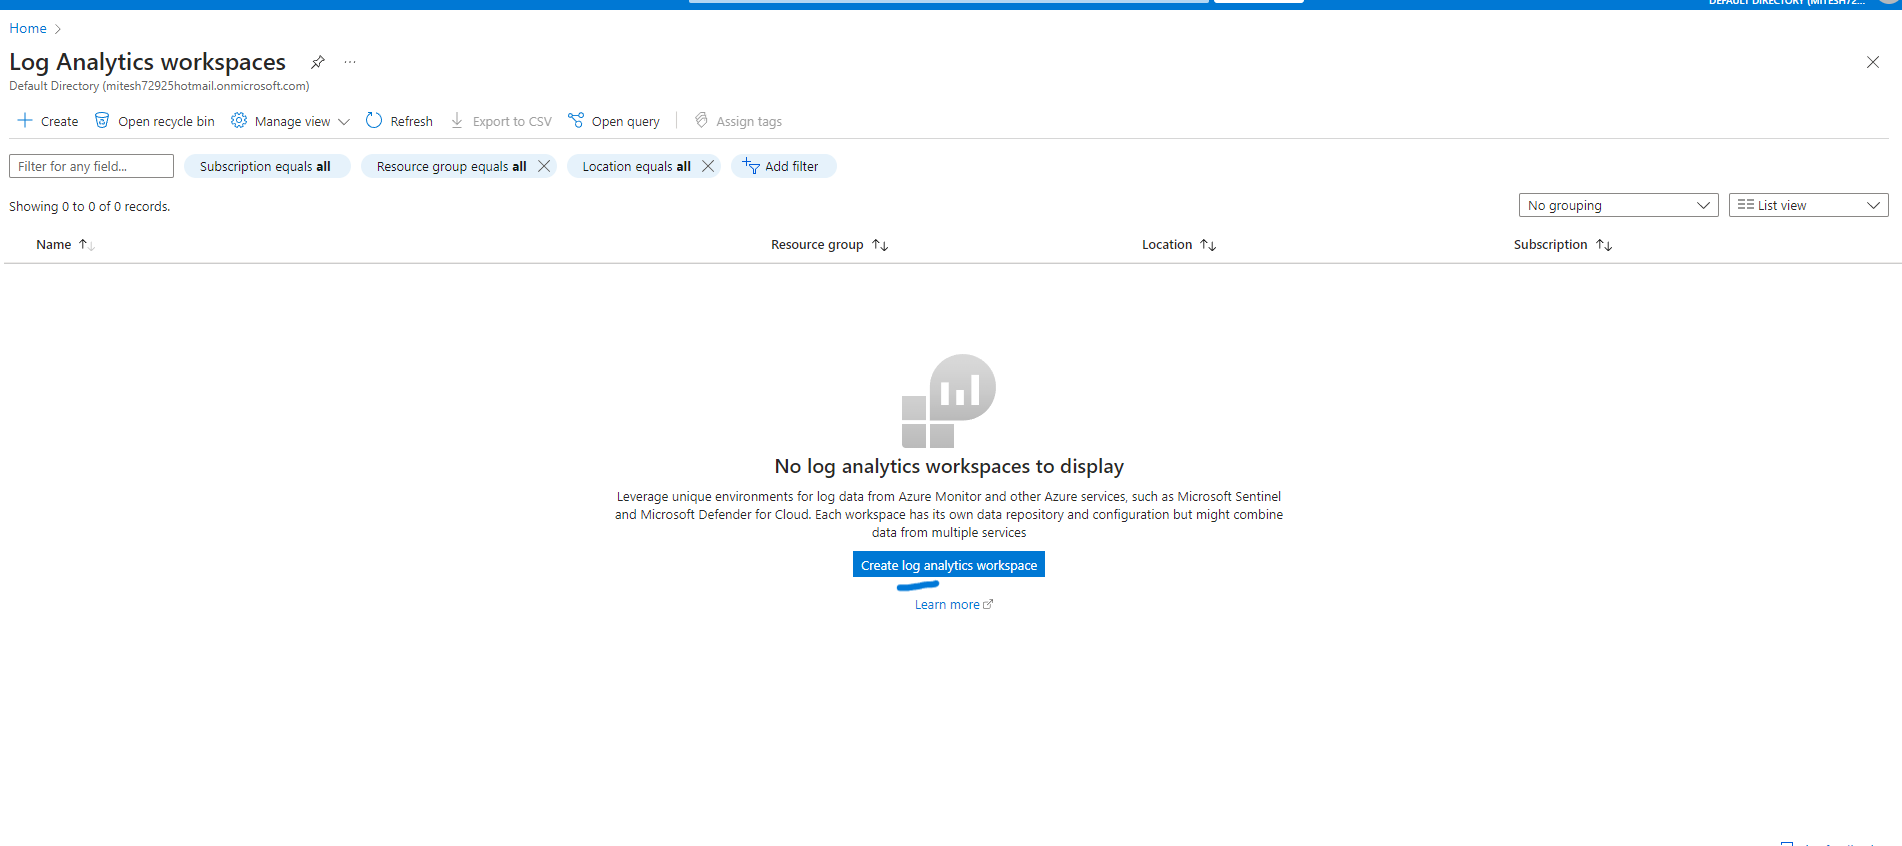 DEFAULT DIRECTORY (MITESH72...
Home
Log Analytics workspaces
Default Directory (mitesh72925hotmail.onmicrosoft.com)
Create Open recycle bin Manage view Refresh Export to CSV Open query Assign tags
Filter for any field... Subscription equals all Resource group equals all Location equals all Add filter
Showing 0 to 0 of 0 records. No grouping List view
Name Resource group Location Subscription
No log analytics workspaces to display
Leverage unique environments for log data from Azure Monitor and other Azure services, such as Microsoft Sentinel
and Microsoft Defender for Cloud. Each workspace has its own data repository and configuration but might combine
data from multiple services
Create log analytics workspace
Learn more